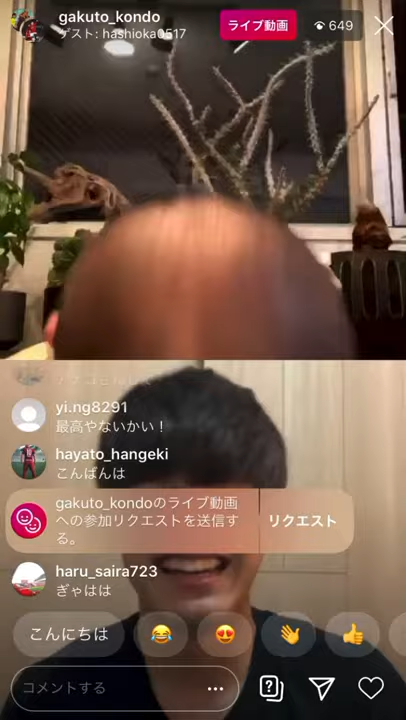 gakuto_kondo
ゲスト: hashioka0517
ライブ動画
649
yi.ng8291
最高やないかい！
hayato_hangeki
こんばんは
gakuto_kondoのライブ動画
への参加リクエストを送信す
る。
リクエスト
haru_saira723
ぎゃはは
こんにちは
コメントする